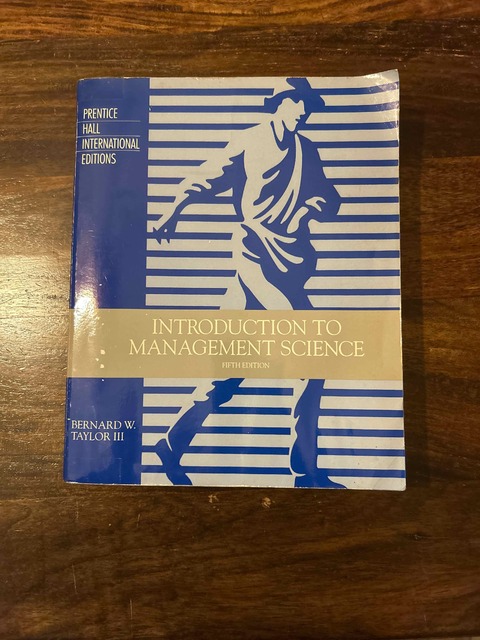 PRENTICE
HALL
INTERNATIONAL
EDITIONS
INTRODUCTION TO
MANAGEMENT SCIENCE
FIFTH EDITION
BERNARD W.
TAYLOR III